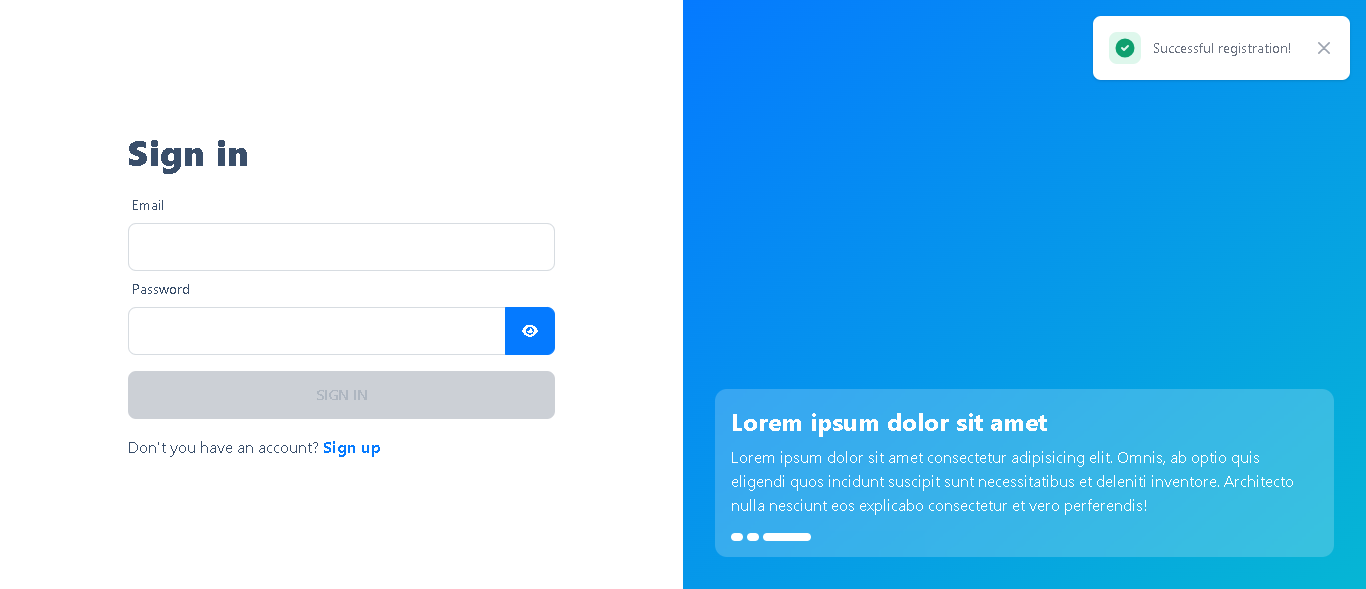 Successful registration!
Sign in
Email
Password
SIGN IN
Don't you have an account? Sign up
Lorem ipsum dolor sit amet
Lorem ipsum dolor sit amet consectetur adipisicing elit. Omnis, ab optio quis
eligendi quos incidunt suscipit sunt necessitatibus et deleniti inventore. Architecto
nulla nesciunt eos explicabo consectetur et vero perferendis!